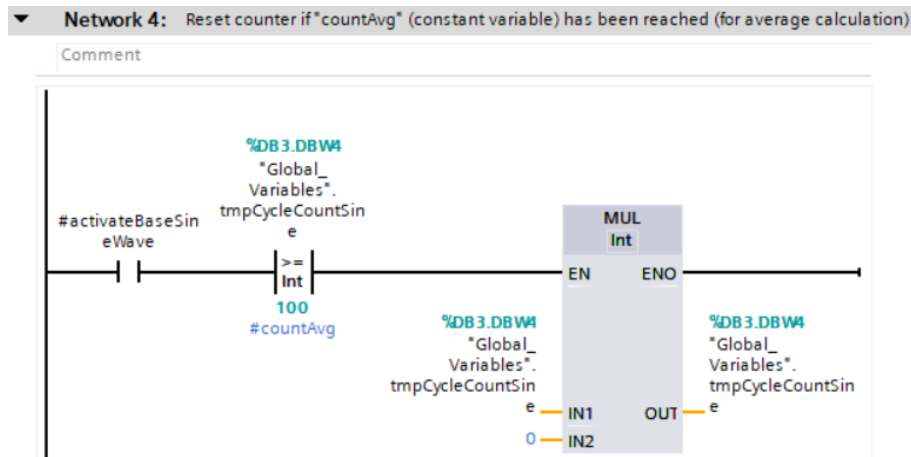 Network 4: Reset counter if "countAvg" (constant variable) has been reached (for average calculation)
Comment
%DB3.DBW4
"Global_
Variables".
tmpCycleCountSin
e
#activateBaseSin
eWave
>=
Int
100
#countAvg
MUL
Int
EN ENO
%DB3.DBW4
"Global_
Variables".
tmpCycleCountSin
e
IN1
0
IN2
OUT
%DB3.DBW4
"Global_
Variables".
tmpCycleCountSin
e